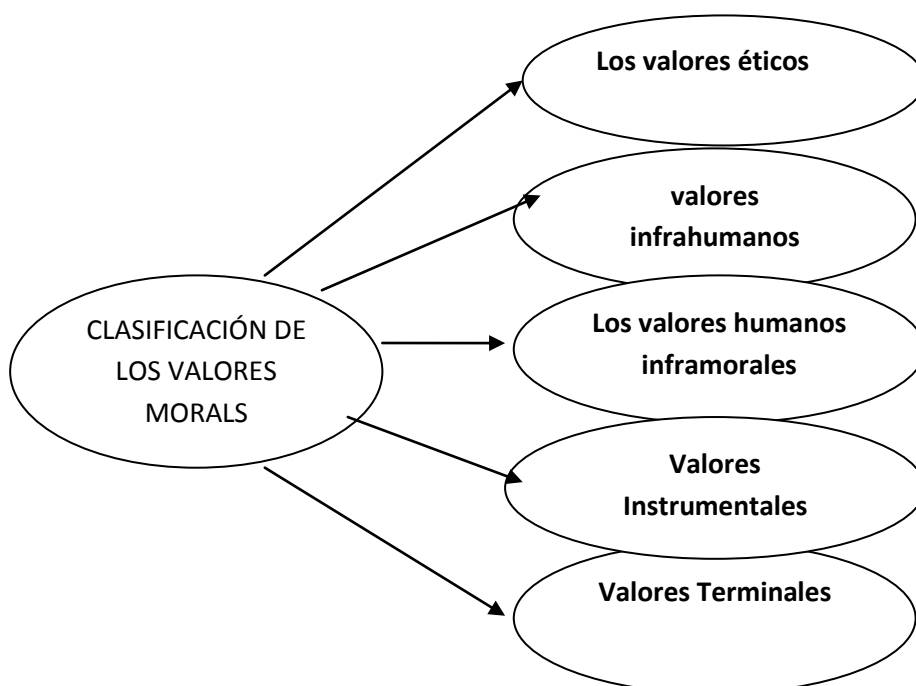 CLASIFICACIÓN DE
LOS VALORES
MORALS
Los valores éticos
valores
infrahumanos
Los valores humanos
inframorales
Valores
Instrumentales
Valores Terminales